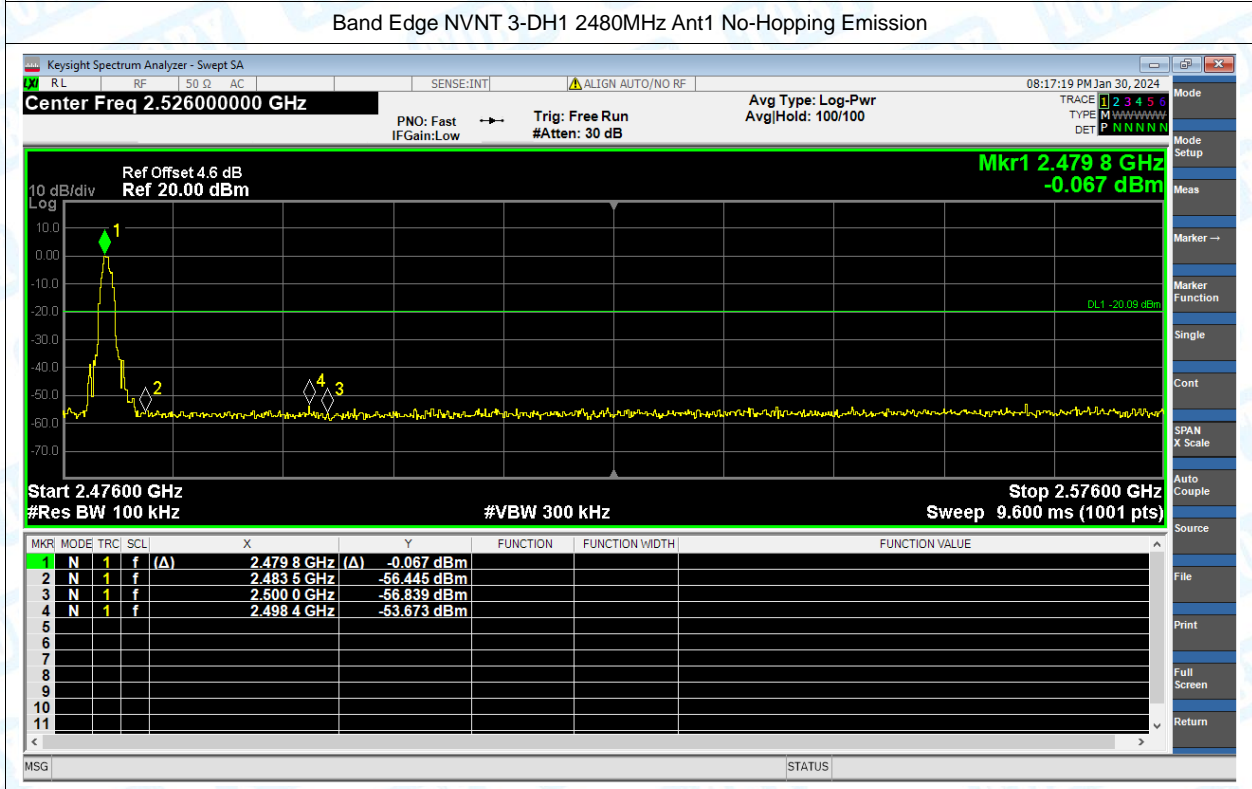 Band Edge NVNT 3-DH1 2480MHz Ant1 No-Hopping Emission
Keysight Spectrum Analyzer - Swept SA
LXI RL RF 50 Ω AC SENSE:INT ALIGN AUTO/NO RF 08:17:19 PM Jan 30, 2024
Center Freq 2.526000000 GHz
PNO: Fast
IFGain:Low
Trig: Free Run
#Atten: 30 dB
Avg Type: Log-Pwr
Avg|Hold: 100/100
TRACE 1 2 3 4 5 6
TYPE M W W W W W
DET P N N N N N
Ref Offset 4.6 dB
Ref 20.00 dBm
10 dB/div
Log
Mkr1 2.479 8 GHz
-0.067 dBm
10.0
0.00
-10.0
-20.0
-30.0
-40.0
-50.0
-60.0
-70.0
1
2
4
3
DL1 -20.09 dBm
Start 2.47600 GHz
Stop 2.57600 GHz
#Res BW 100 kHz
#VBW 300 kHz
Sweep 9.600 ms (1001 pts)
MKR MODE TRC SCL X Y FUNCTION FUNCTION WIDTH FUNCTION VALUE
1 N 1 f (Δ) 2.479 8 GHz (Δ) -0.067 dBm
2 N 1 f 2.483 5 GHz -56.445 dBm
3 N 1 f 2.500 0 GHz -56.839 dBm
4 N 1 f 2.498 4 GHz -53.673 dBm
5
6
7
8
9
10
11
MSG
STATUS
Mode
Mode Setup
Meas
Marker →
Marker Function
Single
Cont
SPAN X Scale
Auto Couple
Source
File
Print
Full Screen
Return